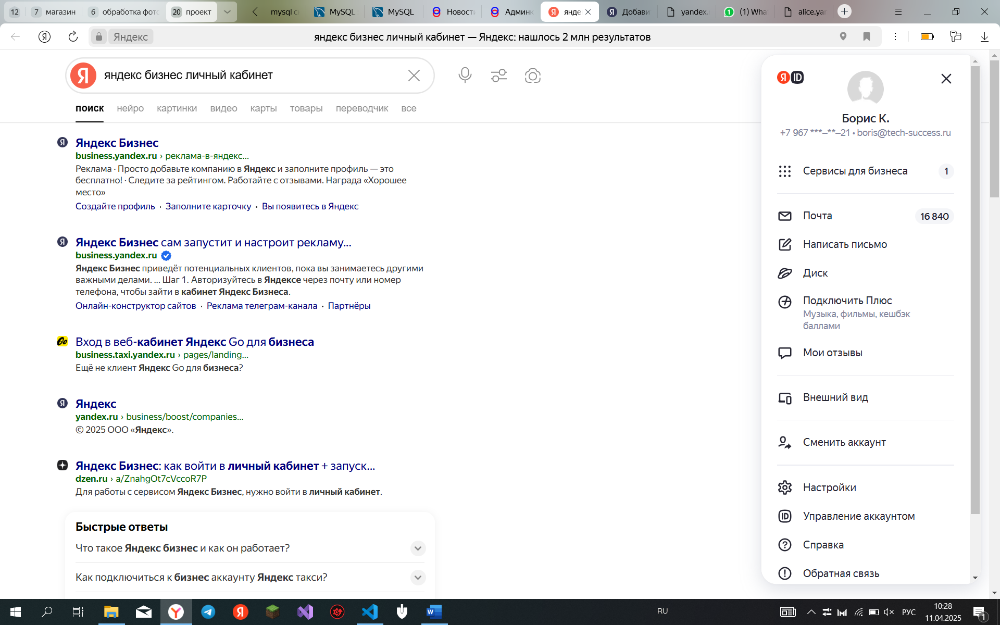 12
7 магазин
6 обработка фото
20 проект
mysql c
MySQL
MySQL
Новост
Админк
янде
Добави
yandex.
(1) Wha
alice.ya
Яндекс
яндекс бизнес личный кабинет — Яндекс: нашлось 2 млн результатов
Я яндекс бизнес личный кабинет
поиск нейро картинки видео карты товары переводчик все
Яндекс Бизнес
business.yandex.ru › реклама-в-яндекс...
Реклама · Просто добавьте компанию в Яндекс и заполните профиль — это
бесплатно! · Следите за рейтингом. Работайте с отзывами. Награда «Хорошее
место»
Создайте профиль · Заполните карточку · Вы появитесь в Яндекс
Яндекс Бизнес сам запустит и настроит рекламу...
business.yandex.ru
Яндекс Бизнес приведёт потенциальных клиентов, пока вы занимаетесь другими
важными делами. ... Шаг 1. Авторизуйтесь в Яндексе через почту или номер
телефона, чтобы зайти в кабинет Яндекс Бизнеса.
Онлайн-конструктор сайтов · Реклама телеграм-канала · Партнёры
Go Вход в веб-кабинет Яндекс Go для бизнеса
business.taxi.yandex.ru › pages/landing...
Ещё не клиент Яндекс Go для бизнеса?
Яндекс
yandex.ru › business/boost/companies...
© 2025 ООО «Яндекс».
Яндекс Бизнес: как войти в личный кабинет + запуск...
dzen.ru › a/ZnahgOt7cVccoR7P
Для работы с сервисом Яндекс Бизнес, нужно войти в личный кабинет.
Быстрые ответы
Что такое Яндекс бизнес и как он работает?
Как подключиться к бизнес аккаунту Яндекс такси?
Я ID
Борис К.
+7 967 ***–**–21 • boris@tech-success.ru
Сервисы для бизнеса 1
Почта 16 840
Написать письмо
Диск
Подключить Плюс
Музыка, фильмы, кешбэк
баллами
Мои отзывы
Внешний вид
Сменить аккаунт
Настройки
Управление аккаунтом
Справка
Обратная связь
RU
РУС
10:28
11.04.2025
1